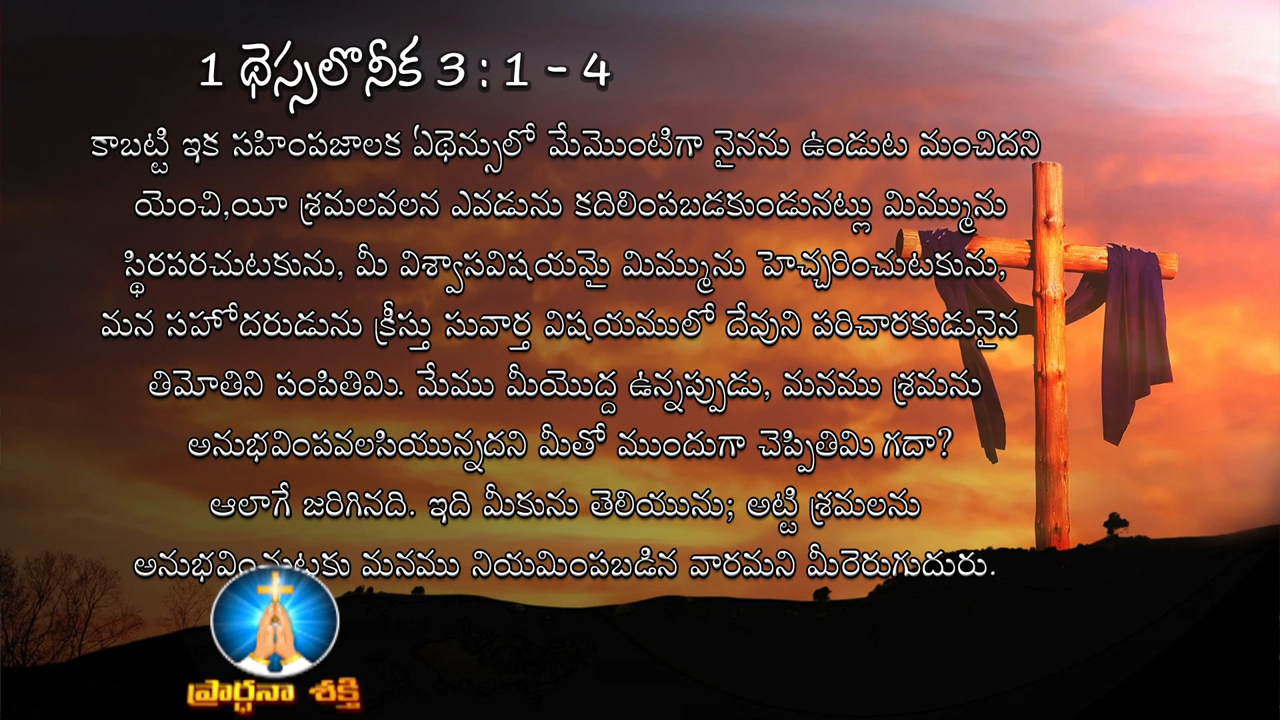 1 థెస్సలొనీక 3 : 1 - 4
కాబట్టి ఇక సహింపజాలక ఏథెన్సులో మేమొంటిగా నైనను ఉండుట మంచిదని
యెంచి,యీ శ్రమలవలన ఎవడును కదిలింపబడకుండునట్లు మిమ్మును
స్థిరపరచుటకును, మీ విశ్వాసవిషయమై మిమ్మును హెచ్చరించుటకును,
మన సహోదరుడును క్రీస్తు సువార్త విషయములో దేవుని పరిచారకుడునైన
తిమోతిని పంపితిమి. మేము మీయొద్ద ఉన్నప్పుడు, మనము శ్రమను
అనుభవింపవలసియున్నదని మీతో ముందుగా చెప్పితిమి గదా?
ఆలాగే జరిగినది. ఇది మీకును తెలియును; అట్టి శ్రమలను
అనుభవించుటకు మనము నియమింపబడిన వారమని మీరెరుగుదురు.
ప్రార్ధనా శక్తి